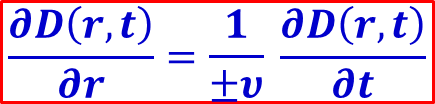 ∂D(r,t)/∂r = 1/±υ ∂D(r,t)/∂t